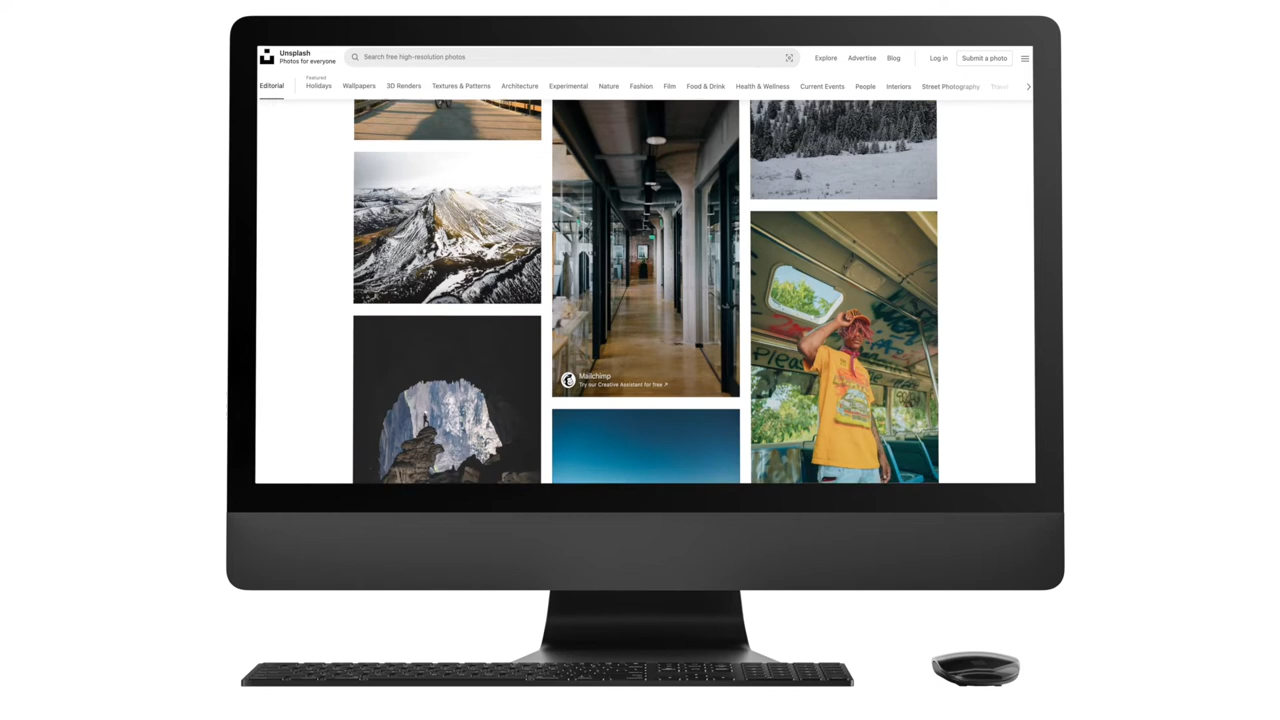 Unsplash
Photos for everyone
Search free high-resolution photos
Explore
Advertise
Blog
Log in
Submit a photo
Editorial
Featured
Holidays
Wallpapers
3D Renders
Textures & Patterns
Architecture
Experimental
Nature
Fashion
Film
Food & Drink
Health & Wellness
Current Events
People
Interiors
Street Photography
Travel
Please
Mailchimp
Try our Creative Assistant for free ↗